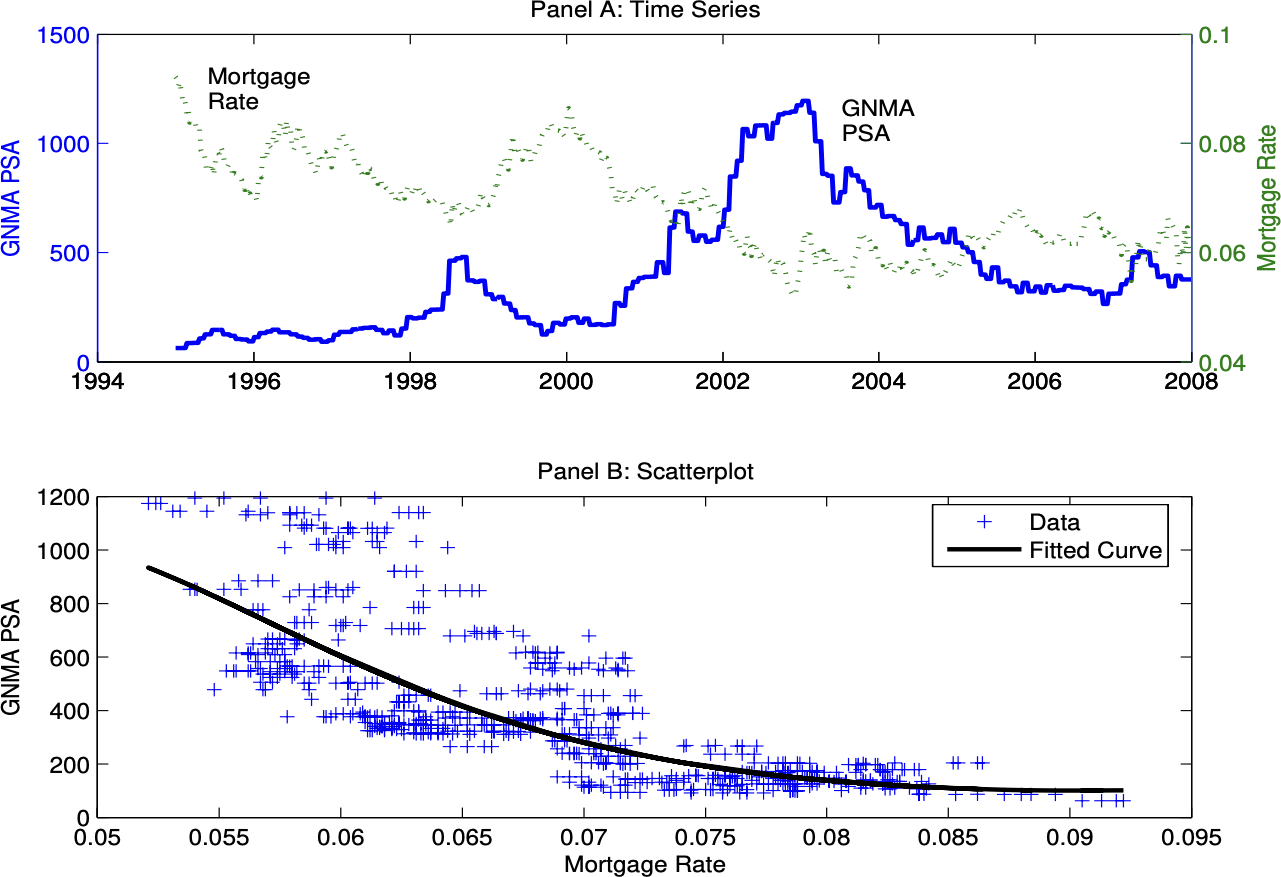 Panel A: Time Series
1500
1000
500
0
GNMA PSA
Mortgage
Rate
GNMA
PSA
0.1
0.08
0.06
0.04
Mortgage Rate
1994 1996 1998 2000 2002 2004 2006 2008
Panel B: Scatterplot
1200
1000
800
600
400
200
0
GNMA PSA
Data
Fitted Curve
0.05 0.055 0.06 0.065 0.07 0.075 0.08 0.085 0.09 0.095
Mortgage Rate